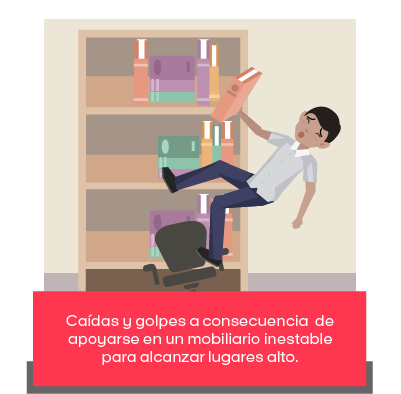 Caídas y golpes a consecuencia de
apoyarse en un mobiliario inestable
para alcanzar lugares alto.